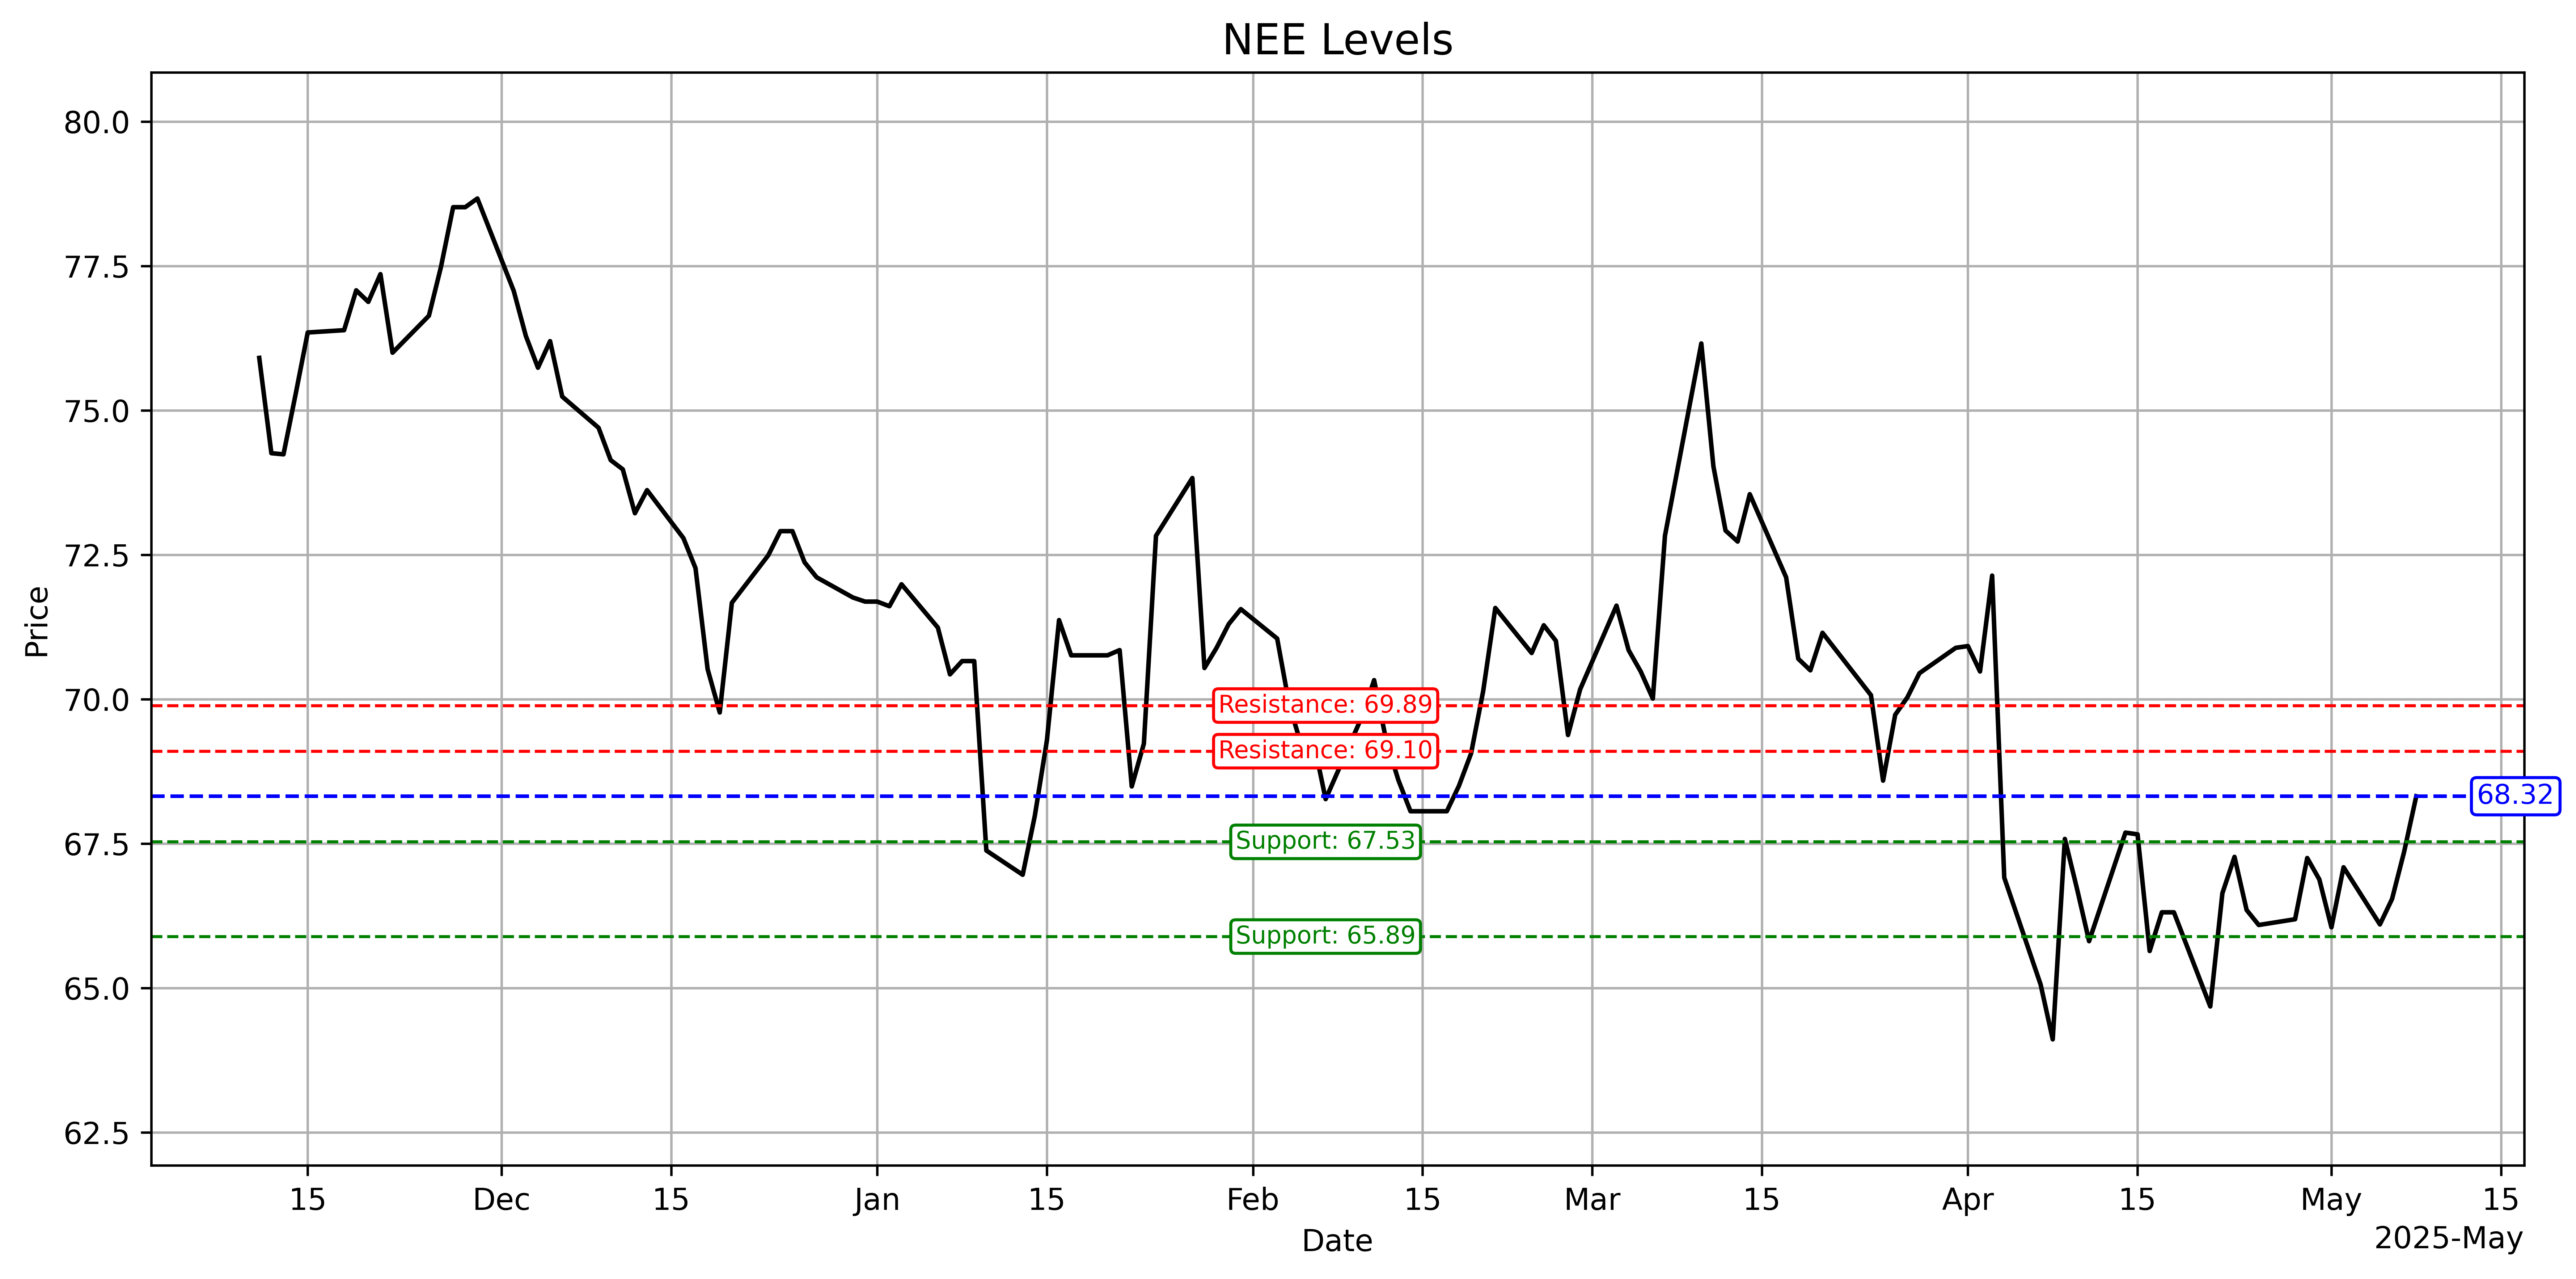 NEE Levels
Price
80.0
77.5
75.0
72.5
70.0
67.5
65.0
62.5
Resistance: 69.89
Resistance: 69.10
68.32
Support: 67.53
Support: 65.89
15 Dec 15 Jan 15 Feb 15 Mar 15 Apr 15 May 15
Date
2025-May